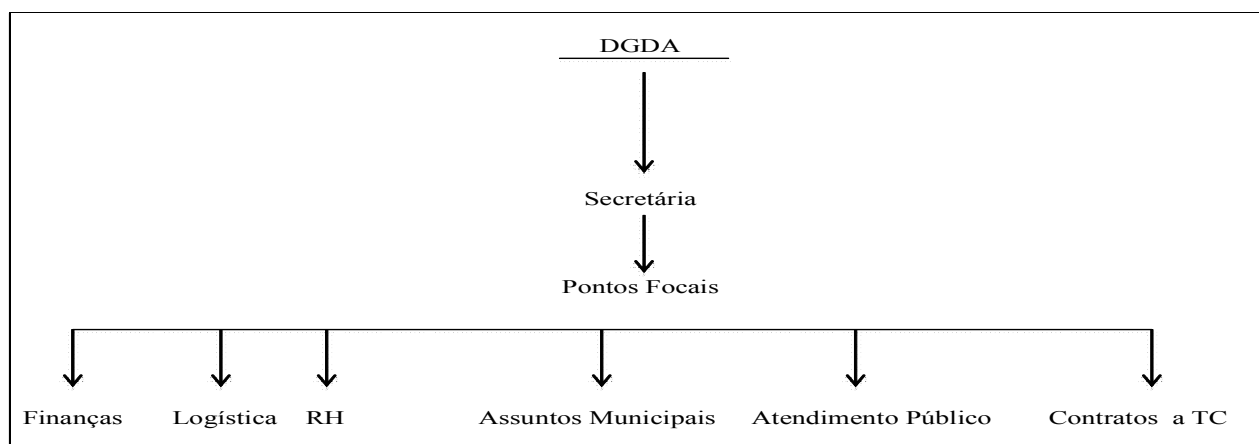 DGDA
Secretária
Pontos Focais
Finanças Logística RH Assuntos Municipais Atendimento Público Contratos a TC